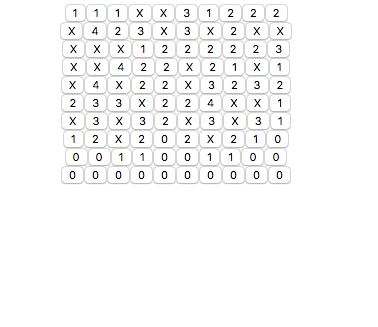 1 1 1 X X 3 1 2 2 2
X 4 2 3 X 3 X 2 X X
X X X 1 2 2 2 2 2 3
X X 4 2 2 X 2 1 X 1
X 4 X 2 2 X 3 2 3 2
2 3 3 X 2 2 4 X X 1
X 3 X 3 2 X 3 X 3 1
1 2 X 2 0 2 X 2 1 0
0 0 1 1 0 0 1 1 0 0
0 0 0 0 0 0 0 0 0 0